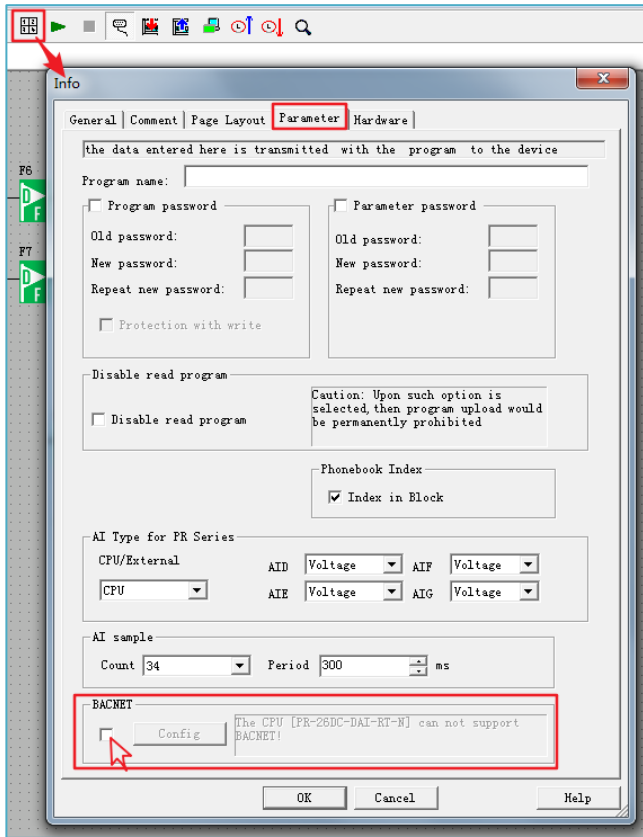 Info
General | Comment | Page Layout | Parameter | Hardware |
the data entered here is transmitted with the program to the device
Program name:
F6
D
F
F7
D
F
Program password
Old password:
New password:
Repeat new password:
Protection with write
Parameter password
Old password:
New password:
Repeat new password:
Disable read program
Disable read program
Caution: Upon such option is
selected, then program upload would
be permanently prohibited
Phonebook Index
Index in Block
AI Type for PR Series
CPU/External
CPU
AID Voltage AIF Voltage
AIE Voltage AIG Voltage
AI sample
Count 34 Period 300 ms
BACNET
Config
The CPU [PR-26DC-DAI-RT-N] can not support
BACNET!
OK Cancel Help